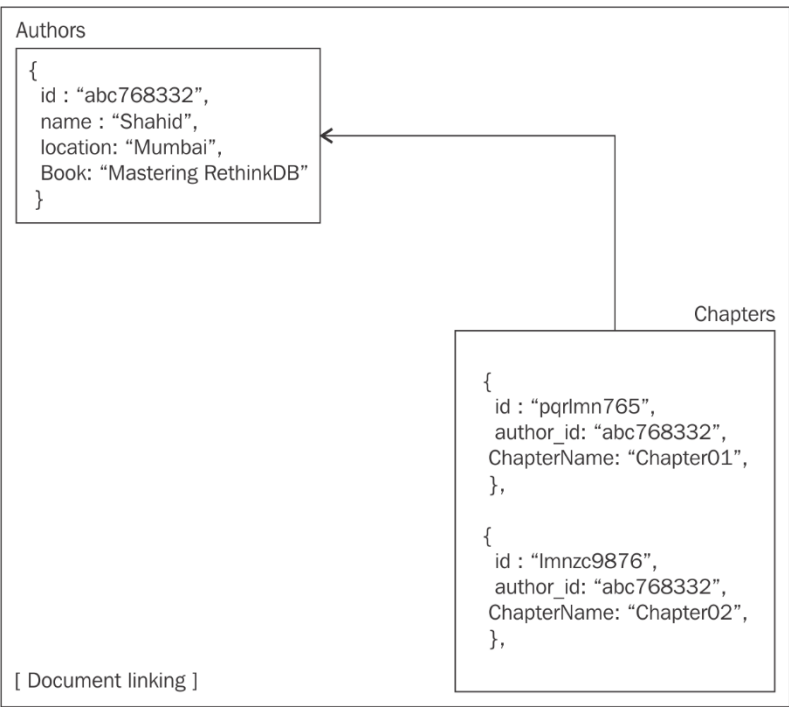 Authors
{
id : “abc768332”,
name : “Shahid”,
location: “Mumbai”,
Book: “Mastering RethinkDB”
}
Chapters
{
id : “pqrlmn765”,
author_id: “abc768332”,
ChapterName: “Chapter01”,
},
{
id : “lmnzc9876”,
author_id: “abc768332”,
ChapterName: “Chapter02”,
},
[ Document linking ]